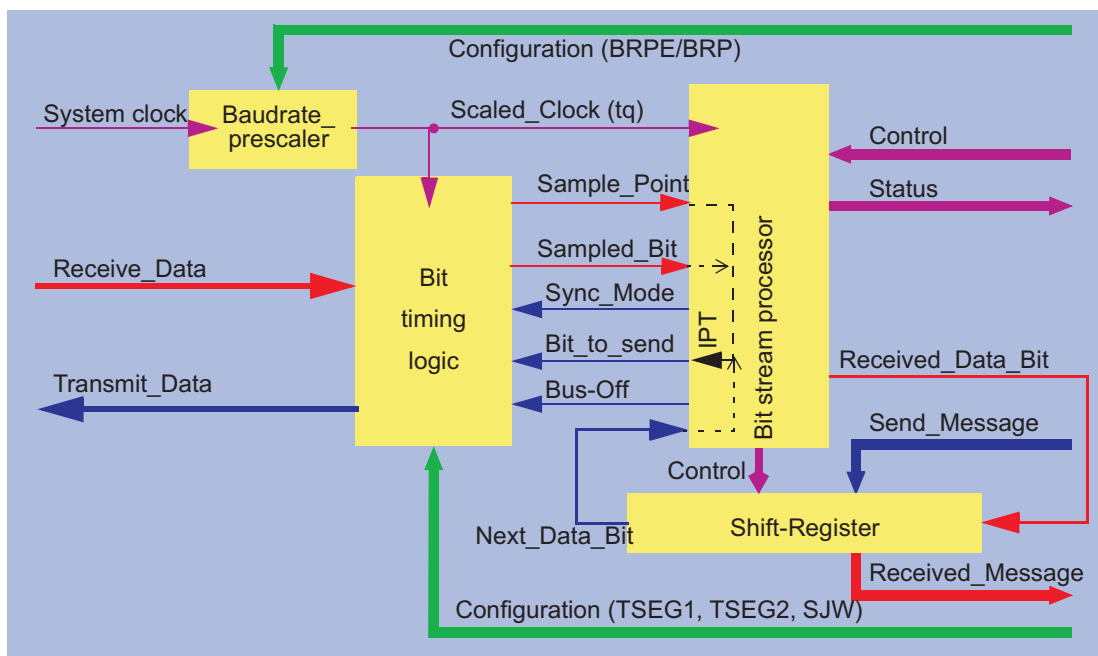 Configuration (BRPE/BRP)
System clock
Baudrate_
prescaler
Scaled_Clock (tq)
Control
Status
Sample_Point
Sampled_Bit
Receive_Data
Bit
timing
logic
Sync_Mode
Bit_to_send
Bus-Off
IPT
Bit stream processor
Transmit_Data
Received_Data_Bit
Send_Message
Control
Next_Data_Bit
Shift-Register
Received_Message
Configuration (TSEG1, TSEG2, SJW)